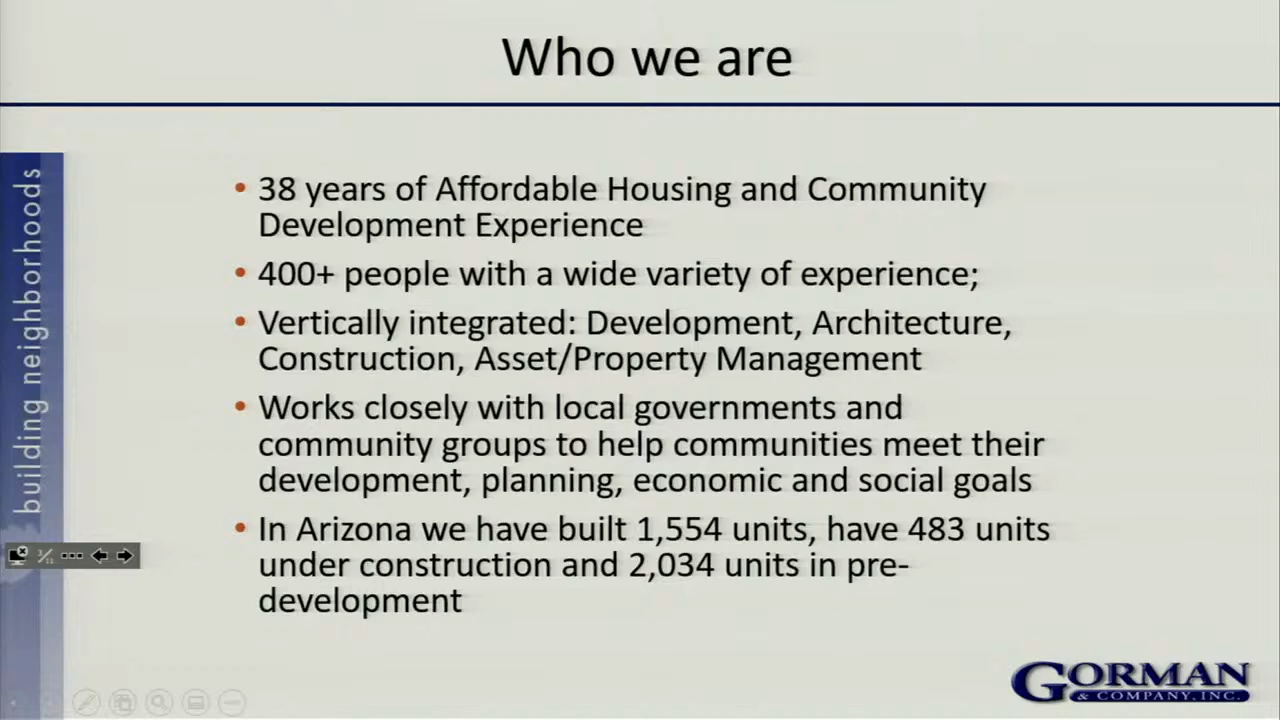 Who we are
building neighborhoods
• 38 years of Affordable Housing and Community
Development Experience
• 400+ people with a wide variety of experience;
• Vertically integrated: Development, Architecture,
Construction, Asset/Property Management
• Works closely with local governments and
community groups to help communities meet their
development, planning, economic and social goals
• In Arizona we have built 1,554 units, have 483 units
under construction and 2,034 units in pre-
development
GORMAN
& COMPANY, INC.